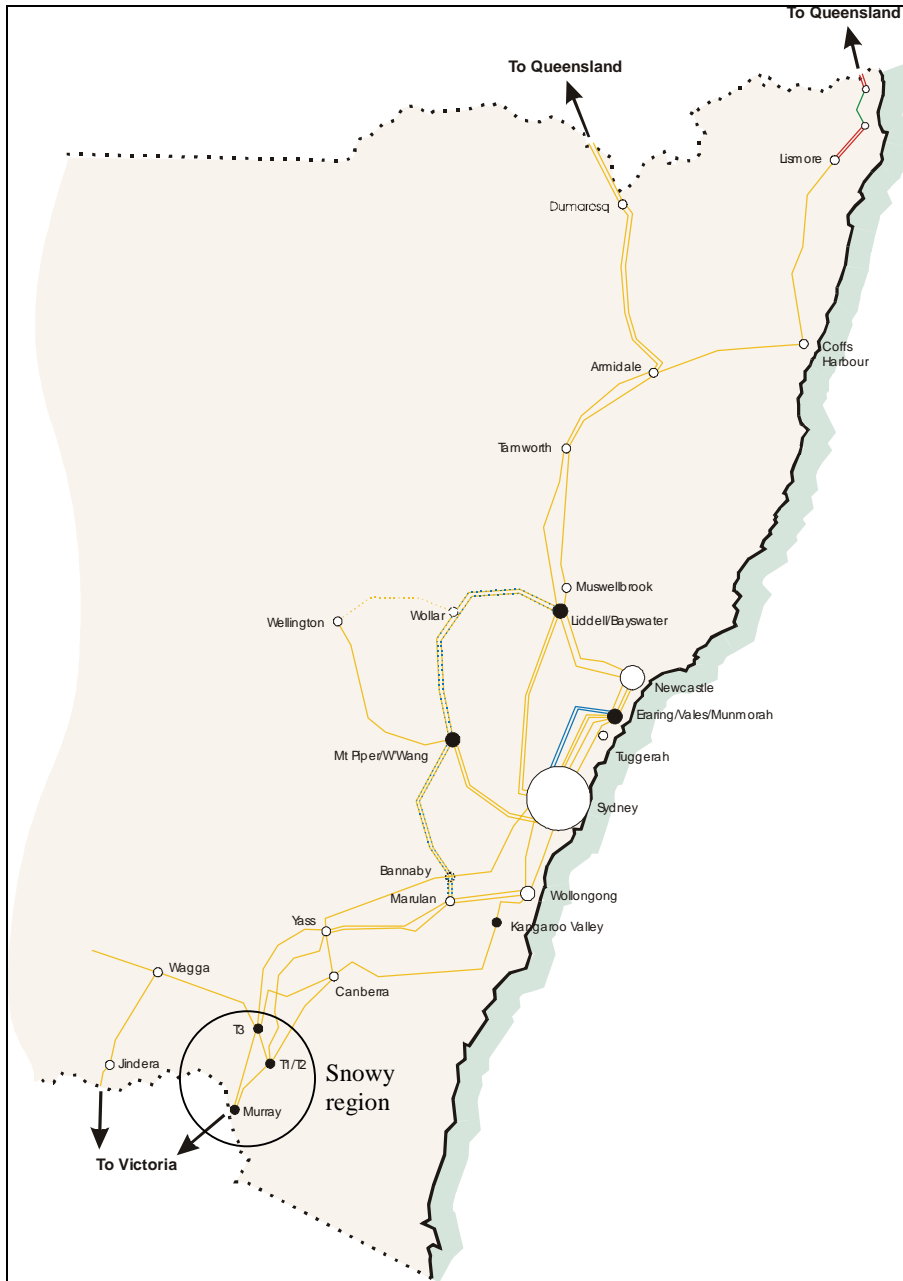 To Queensland
To Queensland
Lismore
Dumaresq
Coffs
Harbour
Armidale
Tamworth
Muswellbrook
Wollar
Liddell/Bayswater
Wellington
Newcastle
Eraring/Vales/Munmorah
Mt Piper/W'Wang
Tuggerah
Sydney
Bannaby
Marulan
Wollongong
Yass
Kangaroo Valley
Wagga
Canberra
T3
Jindera
T1/T2
Snowy
region
Murray
To Victoria